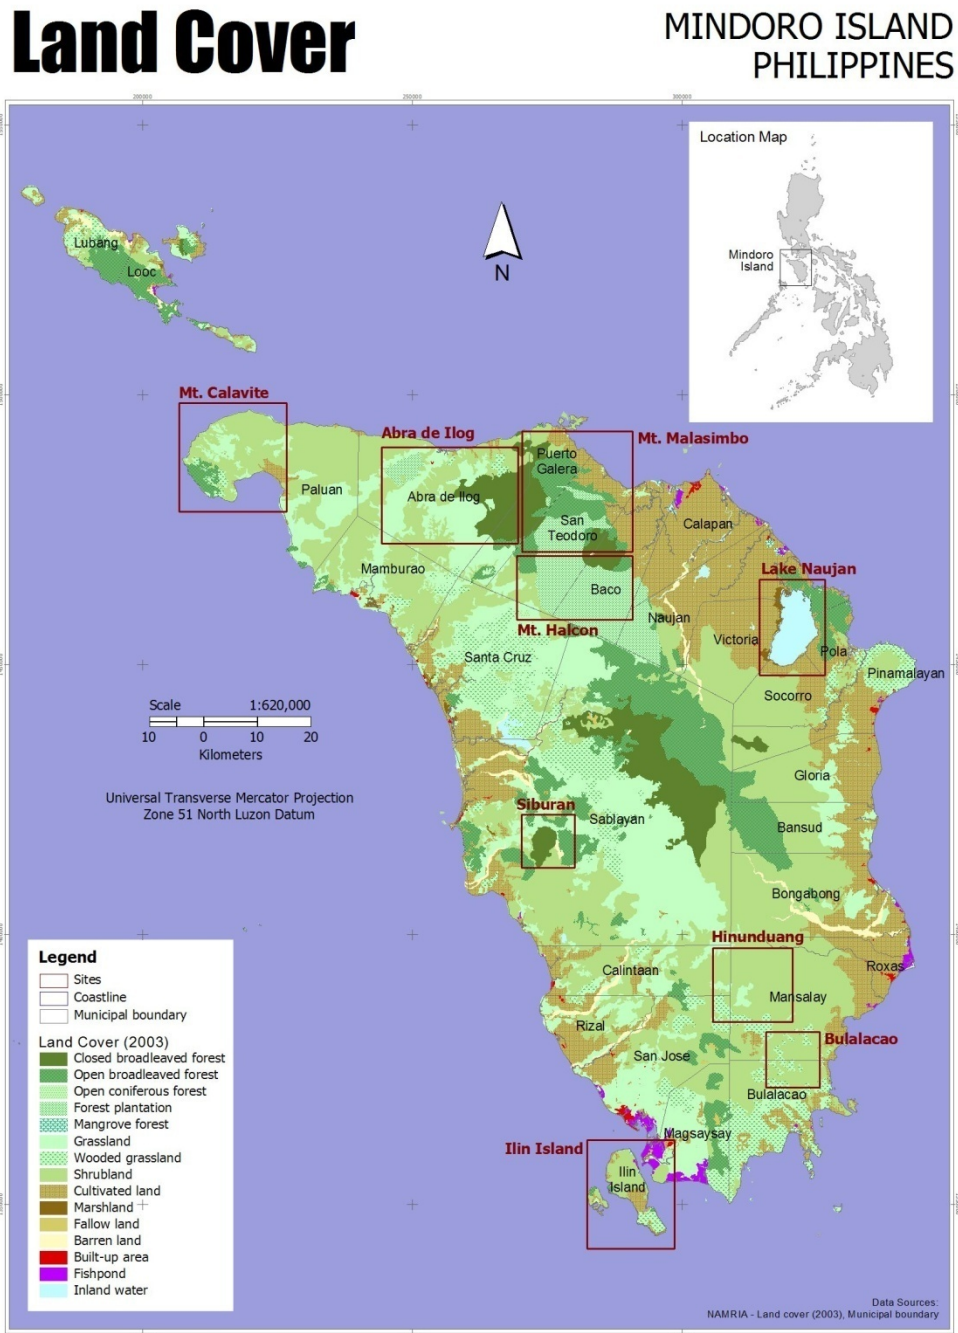 Land Cover
MINDORO ISLAND
PHILIPPINES
200000
250000
300000
Location Map
Mindoro
Island
Lubang
Looc
N
Mt. Calavite
Abra de Ilog
Mt. Malasimbo
Puerto
Galera
Paluan
Abra de Ilog
San
Teodoro
Calapan
Mamburao
Baco
Lake Naujan
Naujan
Mt. Halcon
Victoria
Pola
Santa Cruz
Pinamalayan
Socorro
Scale 1:620,000
10 0 10 20
Kilometers
Universal Transverse Mercator Projection
Zone 51 North Luzon Datum
Gloria
Siburan
Sablayan
Bansud
Bongabong
Hinunduang
Roxas
Calintaan
Mansalay
Rizal
Bulalacao
San Jose
Bulalacao
Magsaysay
Ilin Island
Ilin
Island
Legend
Sites
Coastline
Municipal boundary
Land Cover (2003)
Closed broadleaved forest
Open broadleaved forest
Open coniferous forest
Forest plantation
Mangrove forest
Grassland
Wooded grassland
Shrubland
Cultivated land
Marshland
Fallow land
Barren land
Built-up area
Fishpond
Inland water
Data Sources:
NAMRIA - Land cover (2003), Municipal boundary